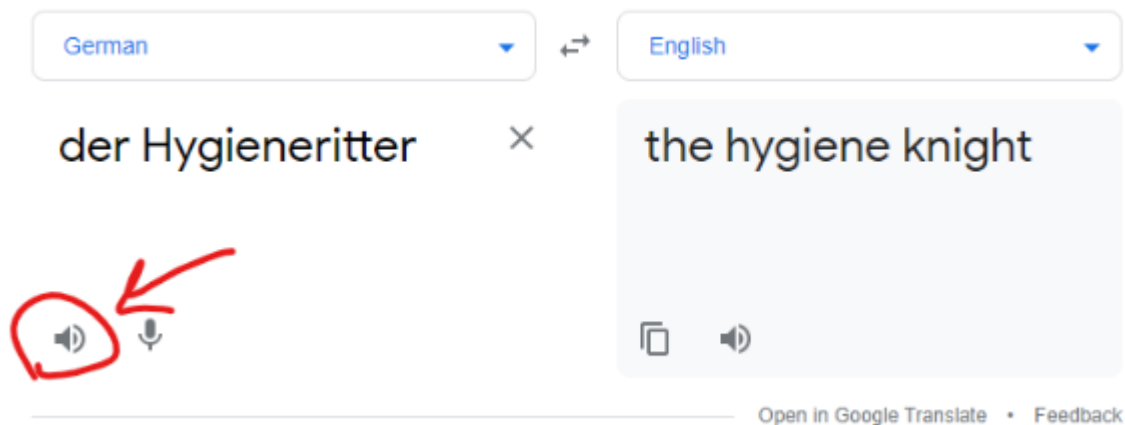 German English
der Hygieneritter the hygiene knight
Open in Google Translate • Feedback